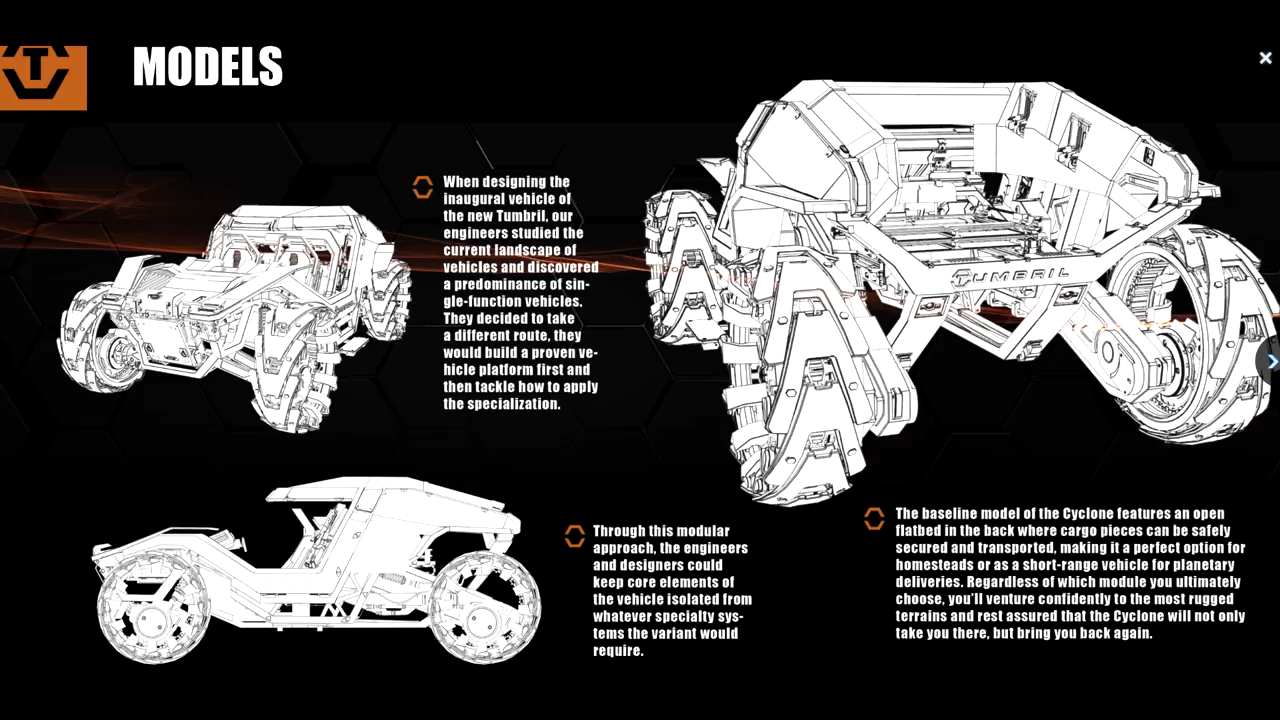 MODELS
When designing the
inaugural vehicle of
the new Tumbril, our
engineers studied the
current landscape of
vehicles and discovered
a predominance of sin-
gle-function vehicles.
They decided to take
a different route, they
would build a proven ve-
hicle platform first and
then tackle how to apply
the specialization.
TUMBRIL
Through this modular
approach, the engineers
and designers could
keep core elements of
the vehicle isolated from
whatever specialty sys-
tems the variant would
require.
The baseline model of the Cyclone features an open
flatbed in the back where cargo pieces can be safely
secured and transported, making it a perfect option for
homesteads or as a short-range vehicle for planetary
deliveries. Regardless of which module you ultimately
choose, you'll venture confidently to the most rugged
terrains and rest assured that the Cyclone will not only
take you there, but bring you back again.